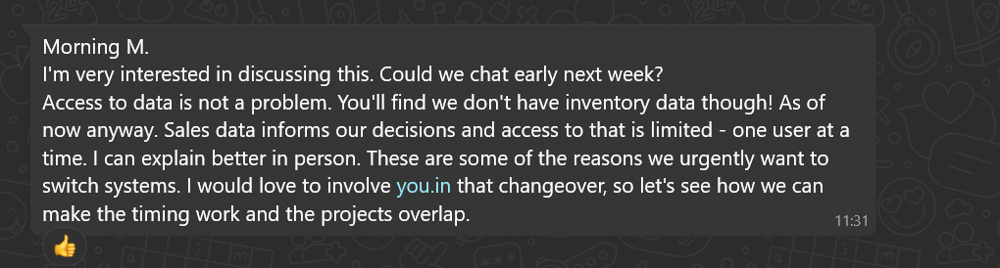 Morning M.
I'm very interested in discussing this. Could we chat early next week?
Access to data is not a problem. You'll find we don't have inventory data though! As of
now anyway. Sales data informs our decisions and access to that is limited - one user at a
time. I can explain better in person. These are some of the reasons we urgently want to
switch systems. I would love to involve you.in that changeover, so let's see how we can
make the timing work and the projects overlap.
11:31